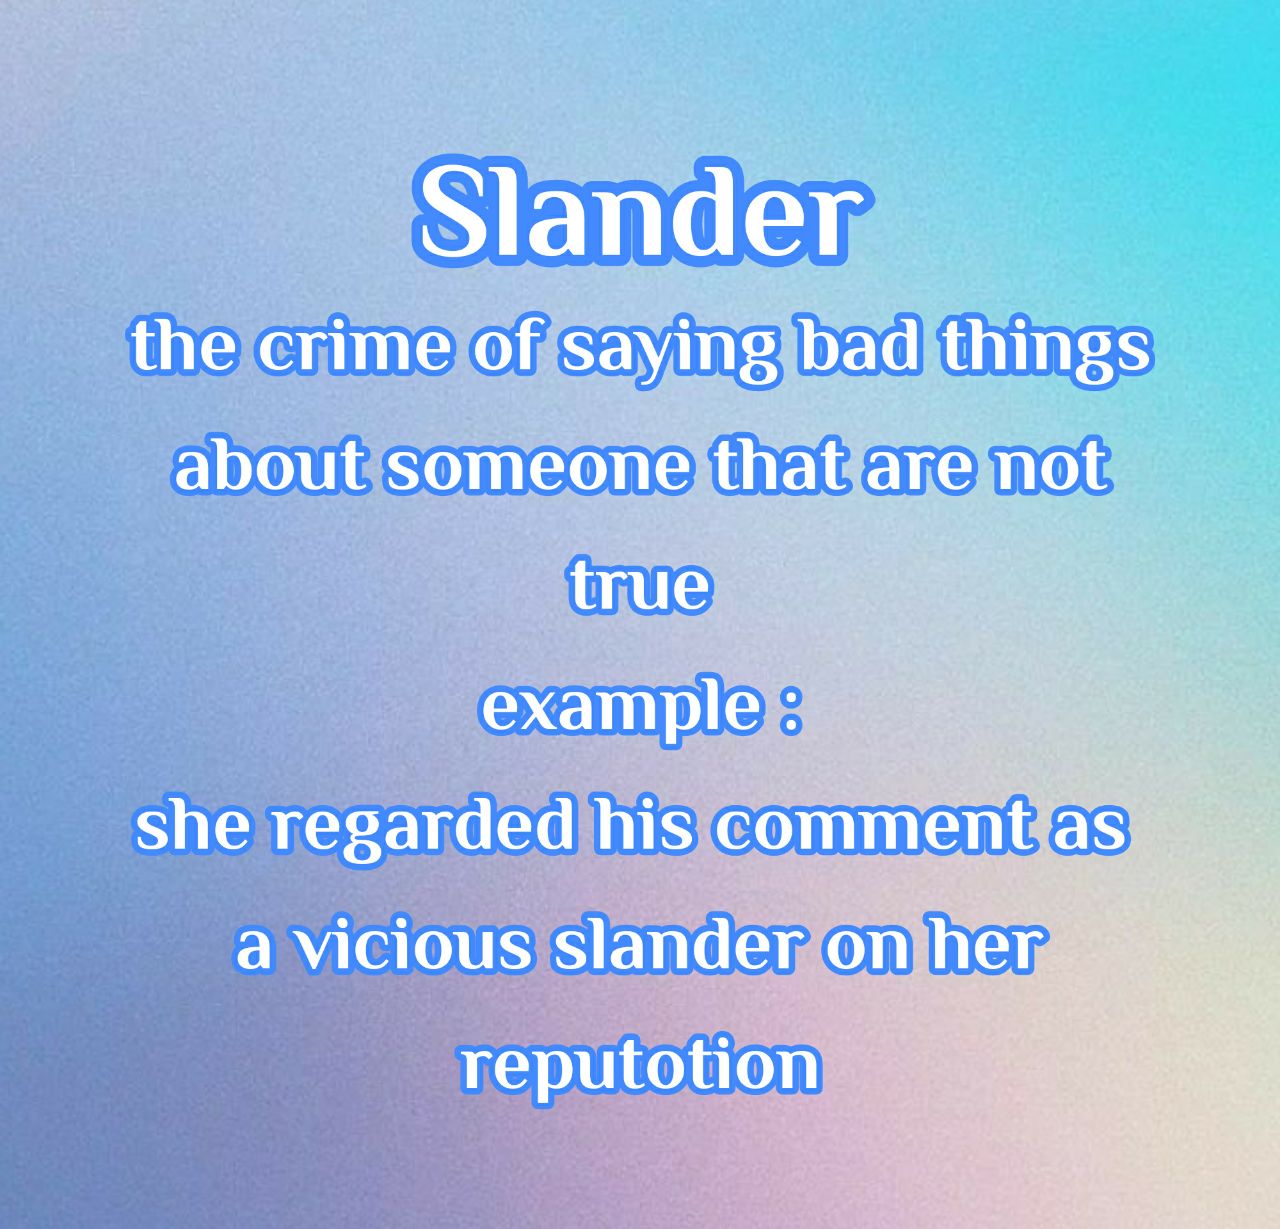 Slander
the crime of saying bad things
about someone that are not
true
example :
she regarded his comment as
a vicious slander on her
reputotion